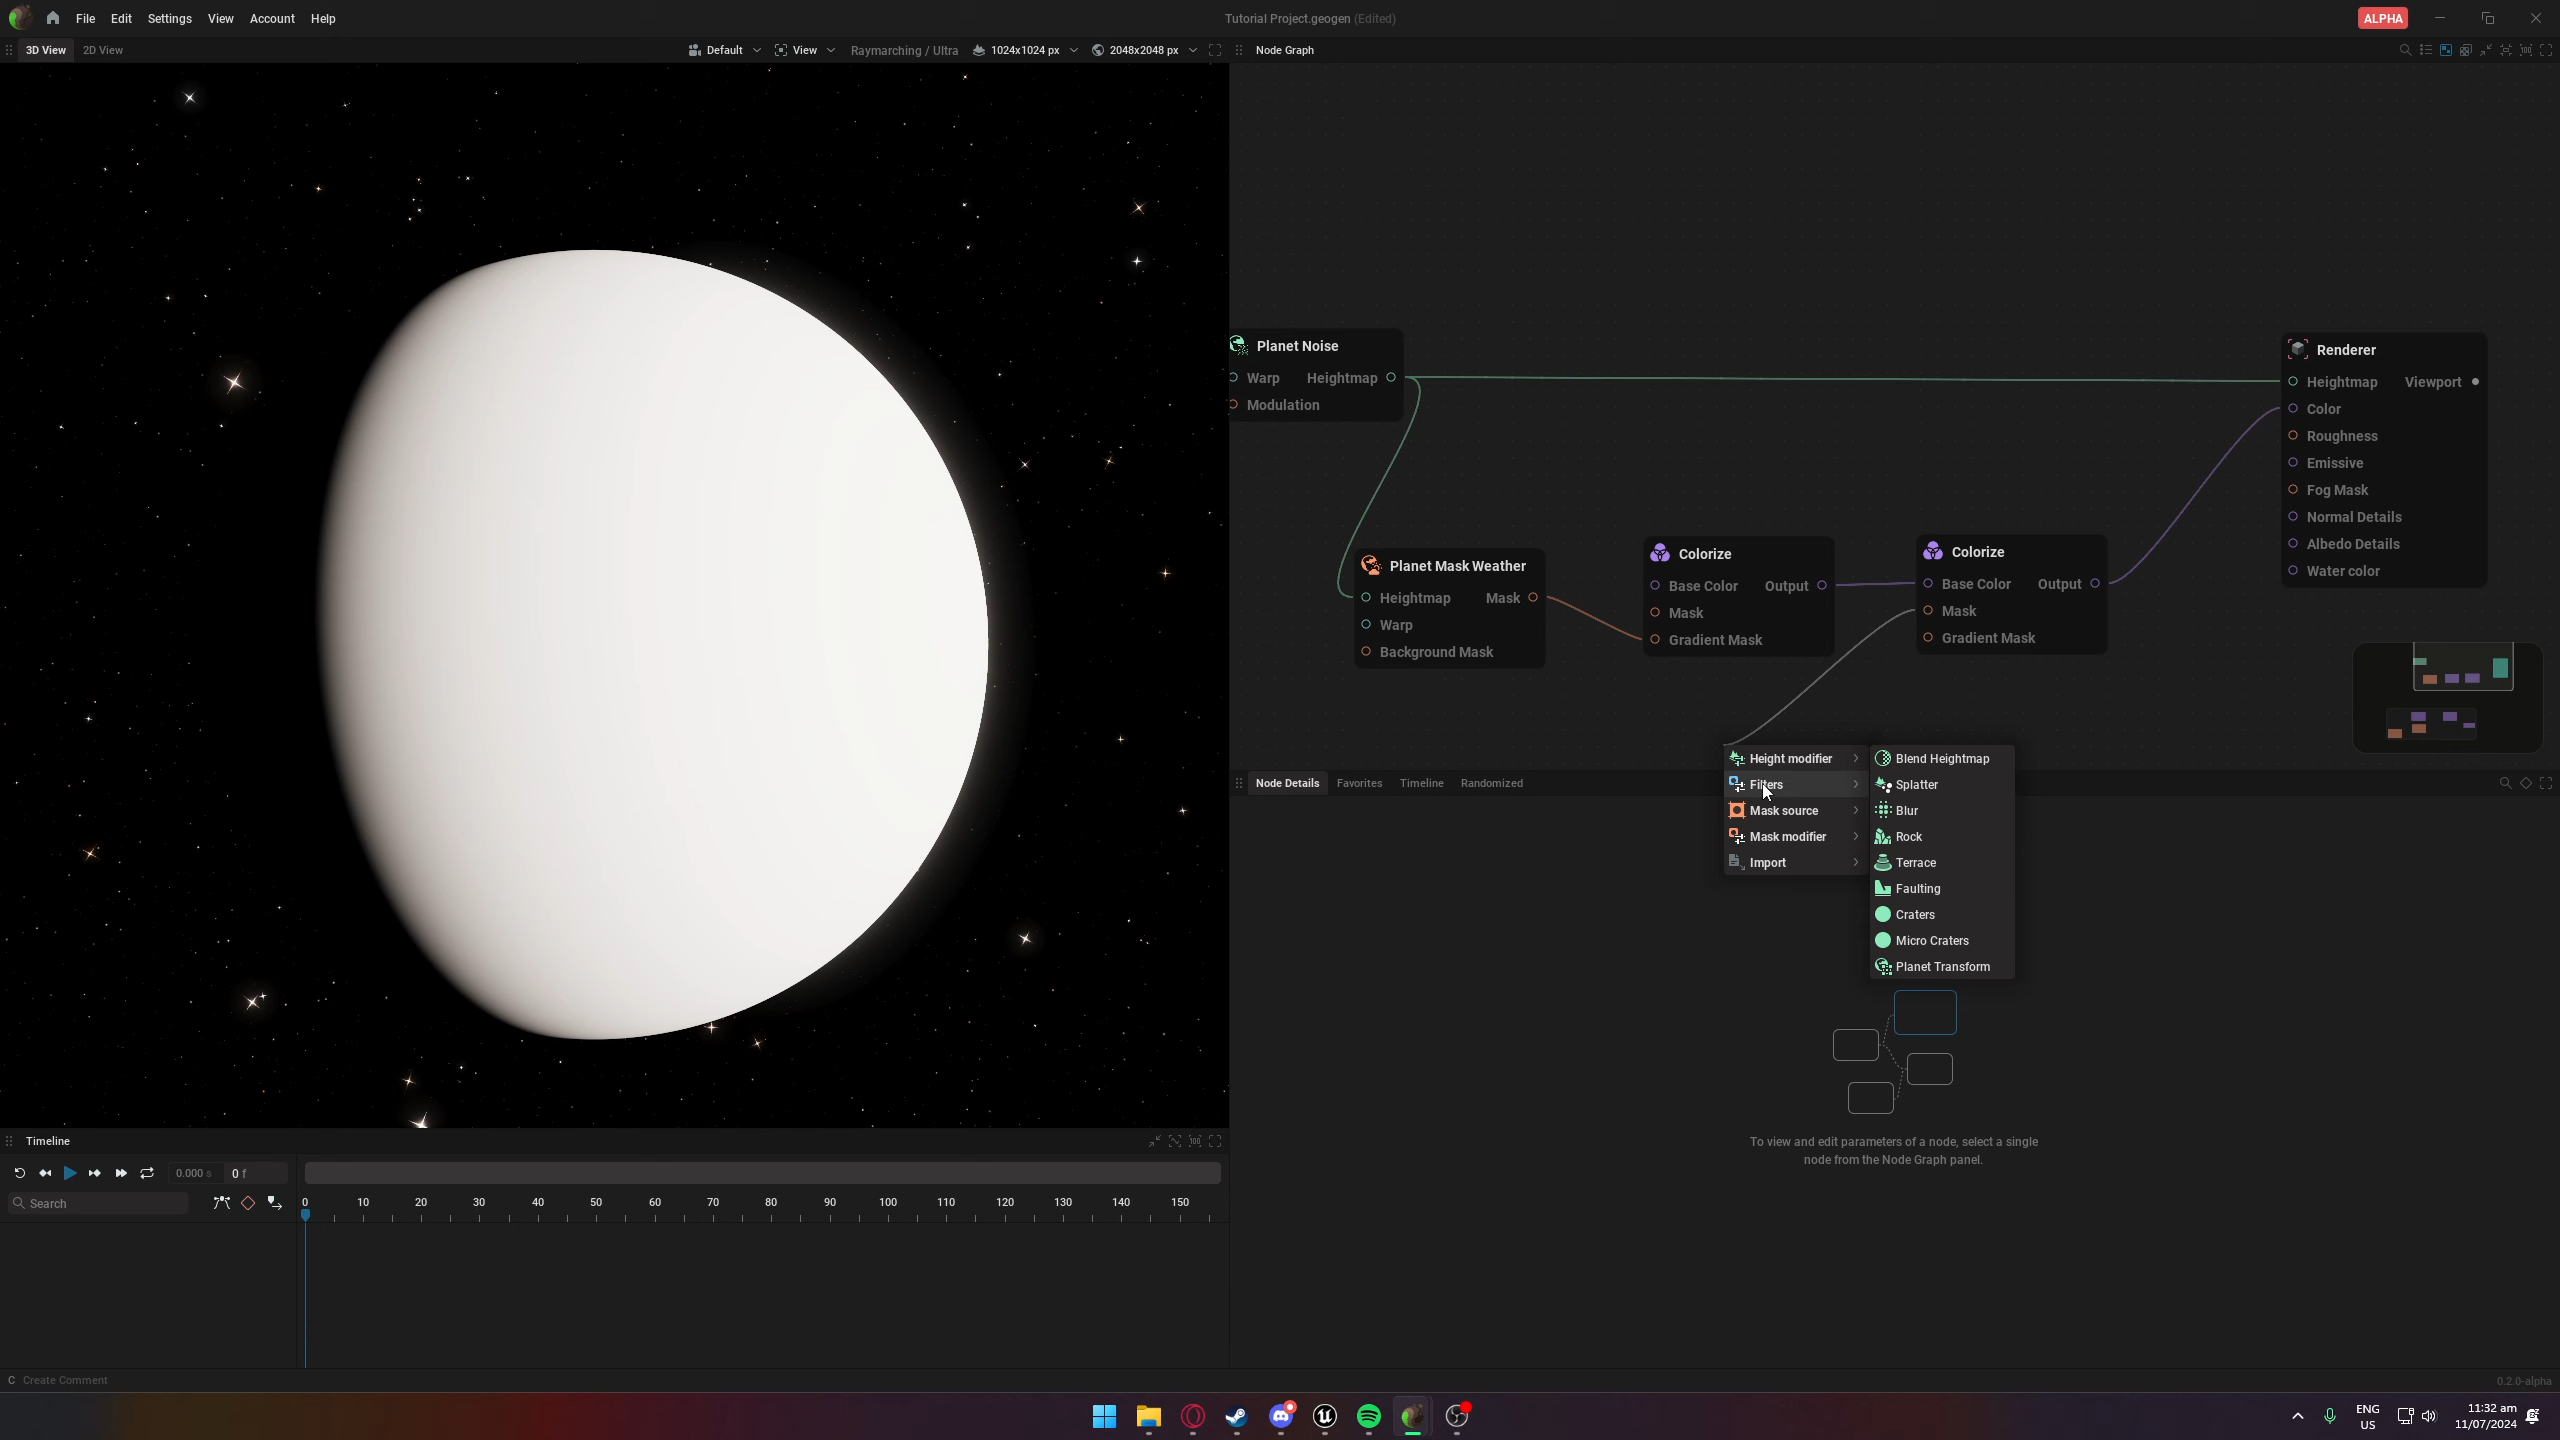 File Edit Settings View Account Help
Tutorial Project.geogen (Edited)
ALPHA
3D View 2D View
Default View Raymarching / Ultra 1024x1024 px 2048x2048 px
Node Graph
Planet Noise
Warp Heightmap
Modulation
Renderer
Heightmap Viewport
Color
Roughness
Emissive
Fog Mask
Normal Details
Albedo Details
Water color
Planet Mask Weather
Heightmap Mask
Warp
Background Mask
Colorize
Base Color Output
Mask
Gradient Mask
Colorize
Base Color Output
Mask
Gradient Mask
Height modifier
Filters
Mask source
Mask modifier
Import
Blend Heightmap
Splatter
Blur
Rock
Terrace
Faulting
Craters
Micro Craters
Planet Transform
Node Details Favorites Timeline Randomized
To view and edit parameters of a node, select a single
node from the Node Graph panel.
Timeline
0.000 s 0 f
Search
0 10 20 30 40 50 60 70 80 90 100 110 120 130 140 150
C Create Comment
0.2.0-alpha
ENG
US
11:32 am
11/07/2024